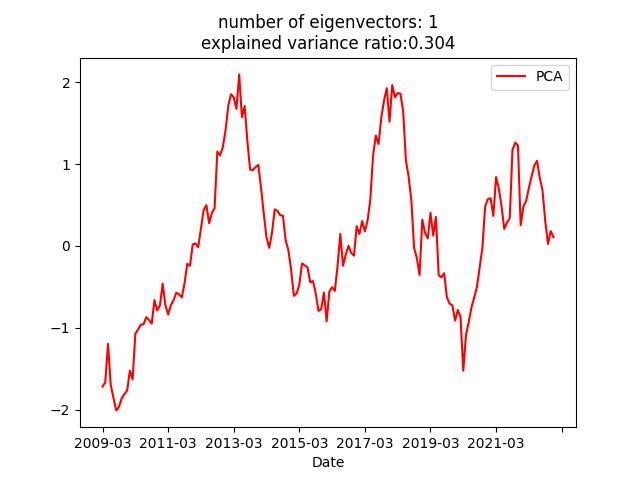 number of eigenvectors: 1
explained variance ratio:0.304
PCA
2
1
0
−1
−2
2009-03 2011-03 2013-03 2015-03 2017-03 2019-03 2021-03
Date